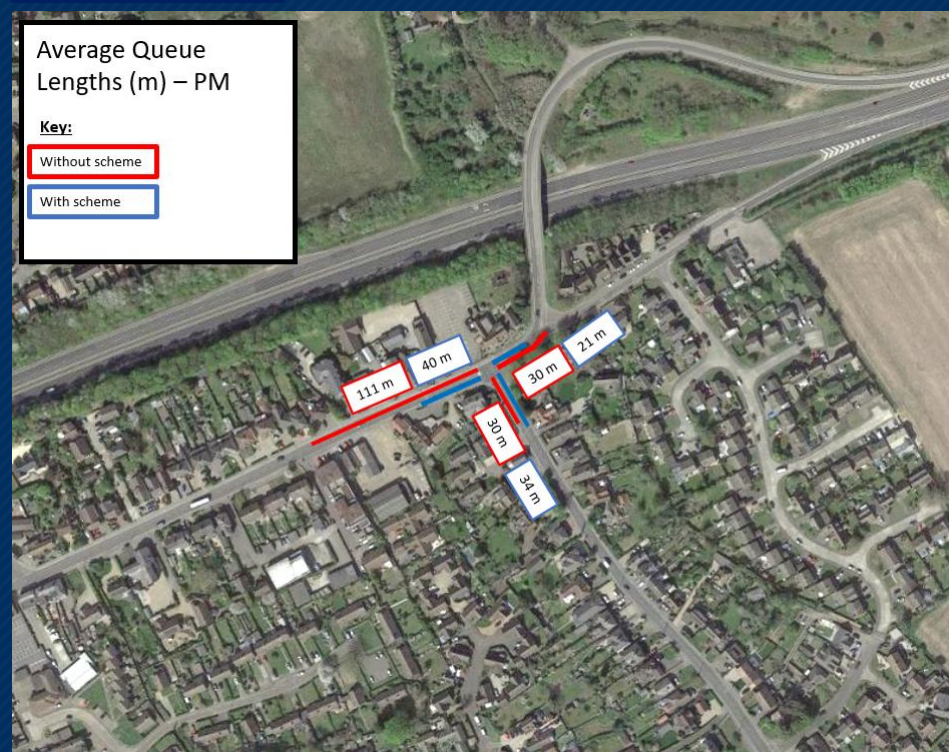 Average Queue
Lengths (m) – PM
Key:
Without scheme
With scheme
111 m
40 m
30 m
21 m
30 m
34 m